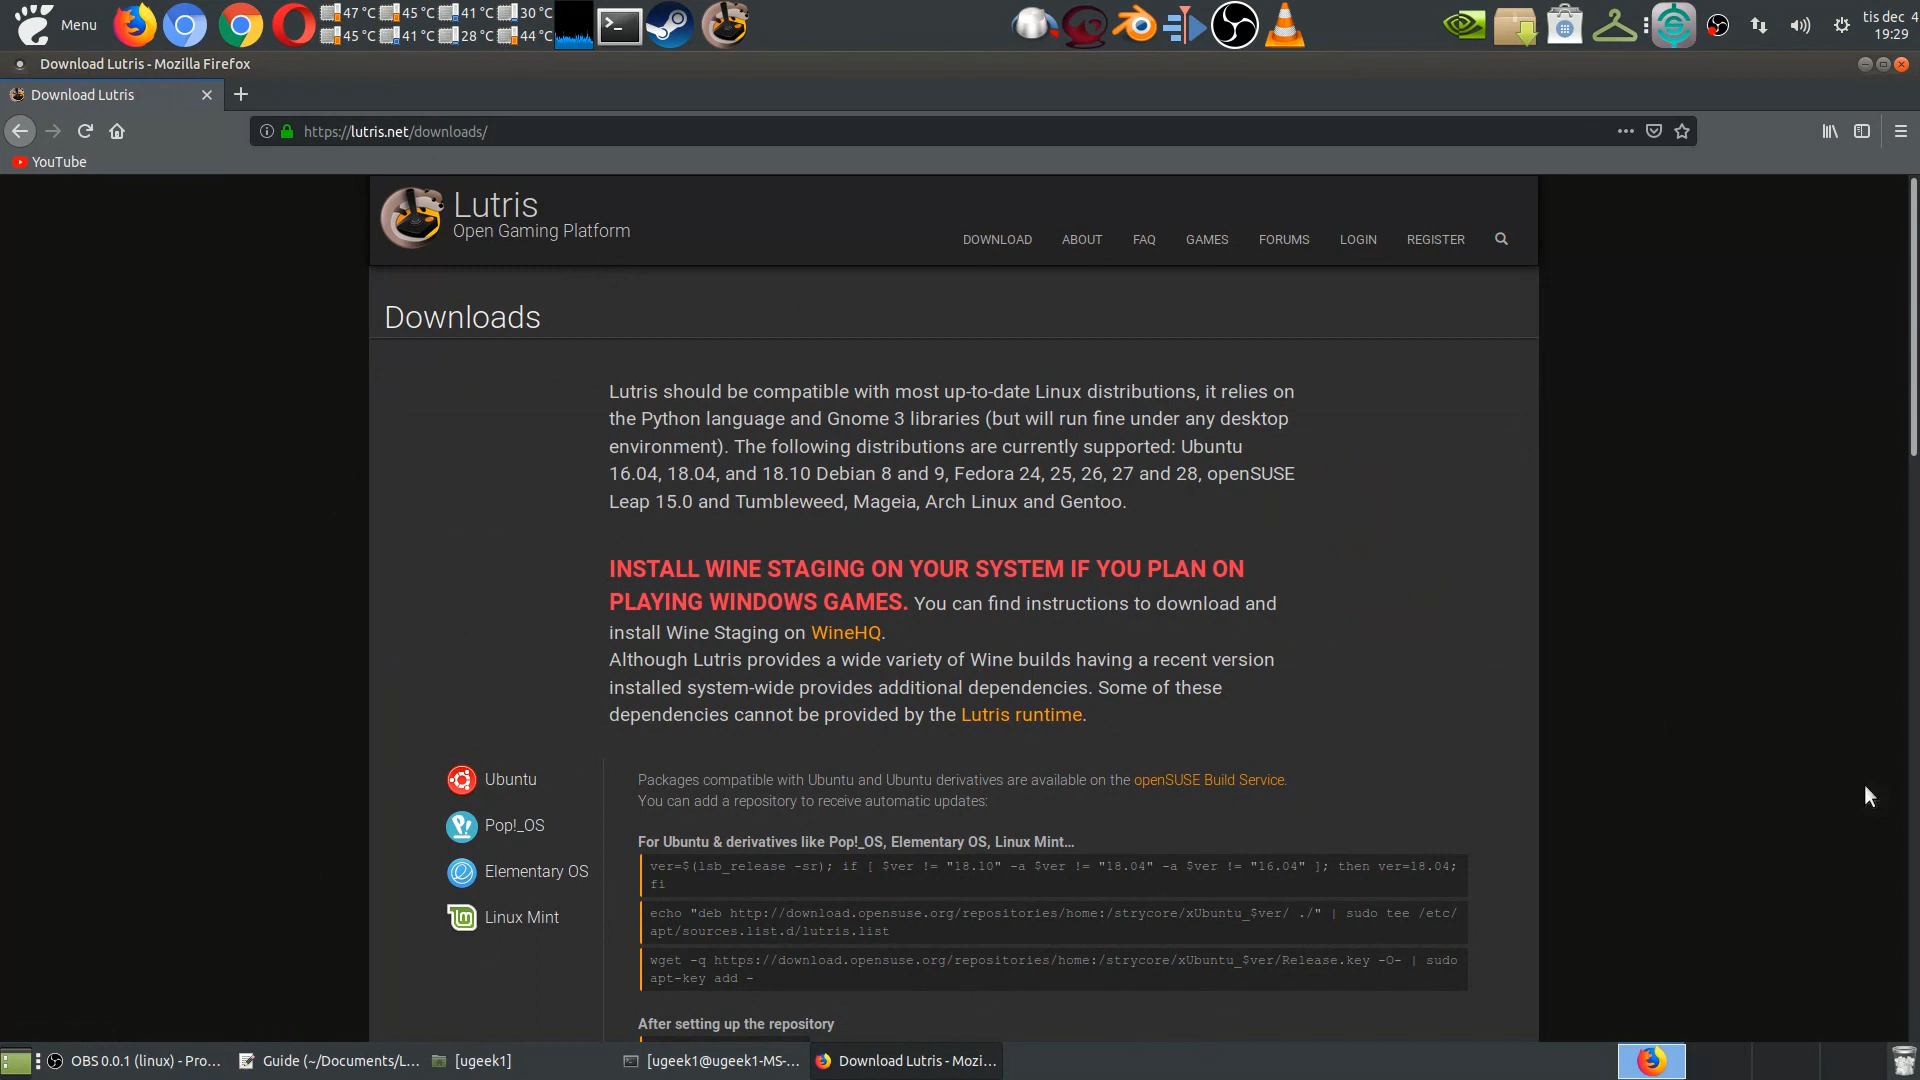 Menu
47 °C 45 °C 41 °C 30 °C
45 °C 41 °C 28 °C 44 °C
tis dec 4
19:29
Download Lutris - Mozilla Firefox
Download Lutris
https://lutris.net/downloads/
YouTube
Lutris
Open Gaming Platform
DOWNLOAD ABOUT FAQ GAMES FORUMS LOGIN REGISTER
Downloads
Lutris should be compatible with most up-to-date Linux distributions, it relies on
the Python language and Gnome 3 libraries (but will run fine under any desktop
environment). The following distributions are currently supported: Ubuntu
16.04, 18.04, and 18.10 Debian 8 and 9, Fedora 24, 25, 26, 27 and 28, openSUSE
Leap 15.0 and Tumbleweed, Mageia, Arch Linux and Gentoo.
INSTALL WINE STAGING ON YOUR SYSTEM IF YOU PLAN ON
PLAYING WINDOWS GAMES. You can find instructions to download and
install Wine Staging on WineHQ.
Although Lutris provides a wide variety of Wine builds having a recent version
installed system-wide provides additional dependencies. Some of these
dependencies cannot be provided by the Lutris runtime.
Ubuntu
Pop!_OS
Elementary OS
Linux Mint
Packages compatible with Ubuntu and Ubuntu derivatives are available on the openSUSE Build Service.
You can add a repository to receive automatic updates:
For Ubuntu & derivatives like Pop!_OS, Elementary OS, Linux Mint...
ver=$(lsb_release -sr); if [ $ver != "18.10" -a $ver != "18.04" -a $ver != "16.04" ]; then ver=18.04;
fi
echo "deb http://download.opensuse.org/repositories/home:/strycore/xUbuntu_$ver/ ./" | sudo tee /etc/
apt/sources.list.d/lutris.list
wget -q https://download.opensuse.org/repositories/home:/strycore/xUbuntu_$ver/Release.key -O- | sudo
apt-key add -
After setting up the repository
OBS 0.0.1 (linux) - Pro... Guide (~/Documents/L... [ugeek1] [ugeek1@ugeek1-MS-... Download Lutris - Mozi...